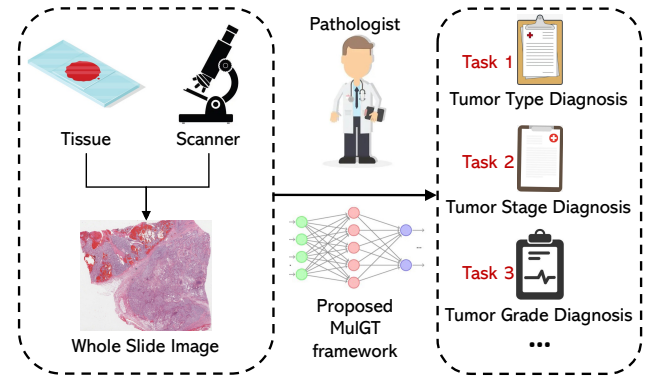 Tissue
Scanner
Whole Slide Image
Pathologist
Proposed
MulGT
framework
Task 1
Tumor Type Diagnosis
Task 2
Tumor Stage Diagnosis
Task 3
Tumor Grade Diagnosis
...